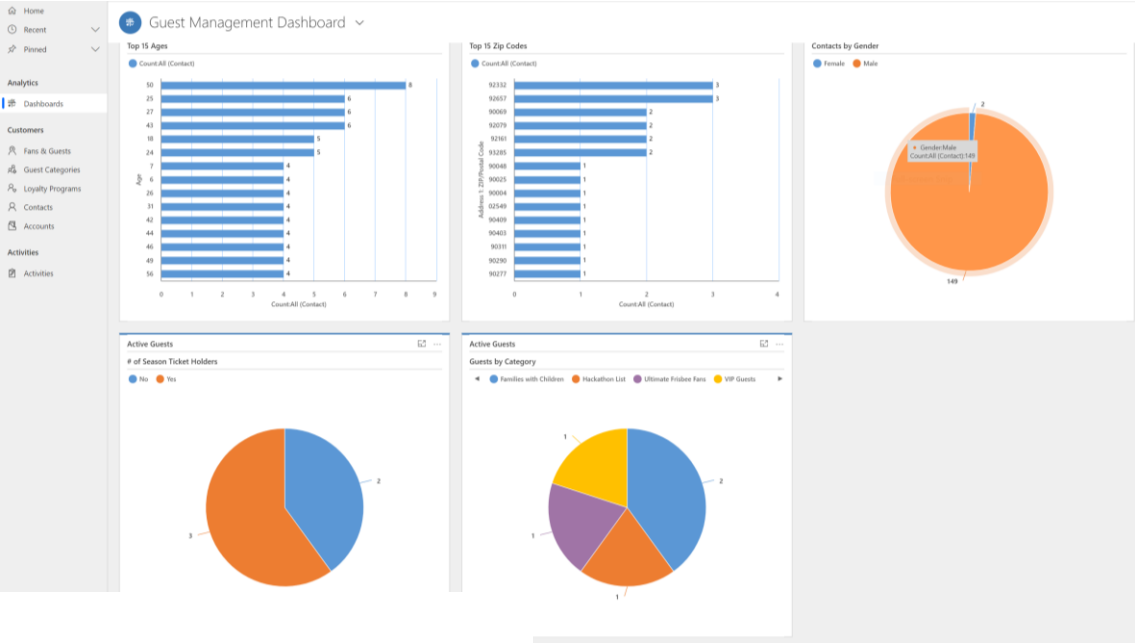 Home
Recent
Pinned
Analytics
Dashboards
Customers
Fans & Guests
Guest Categories
Loyalty Programs
Contacts
Accounts
Activities
Activities
Guest Management Dashboard
Top 15 Ages
Count:All (Contact)
Age
50 8
25 6
27 6
43 6
18 5
24 5
7 4
6 4
26 4
31 4
42 4
44 4
46 4
49 4
56 4
0 1 2 3 4 5 6 7 8 9
Count:All (Contact)
Top 15 Zip Codes
Count:All (Contact)
Address 1: ZIP/Postal Code
92332 3
92657 3
90069 2
92079 2
92161 2
93285 2
90048 1
90025 1
90004 1
02549 1
90409 1
90403 1
90311 1
90290 1
90277 1
0 1 2 3 4
Count:All (Contact)
Contacts by Gender
Female Male
2
Gender:Male
Count:All (Contact):149
149
Active Guests
# of Season Ticket Holders
No Yes
2
3
Active Guests
Guests by Category
Families with Children Hackathon List Ultimate Frisbee Fans VIP Guests
1
2
1
1